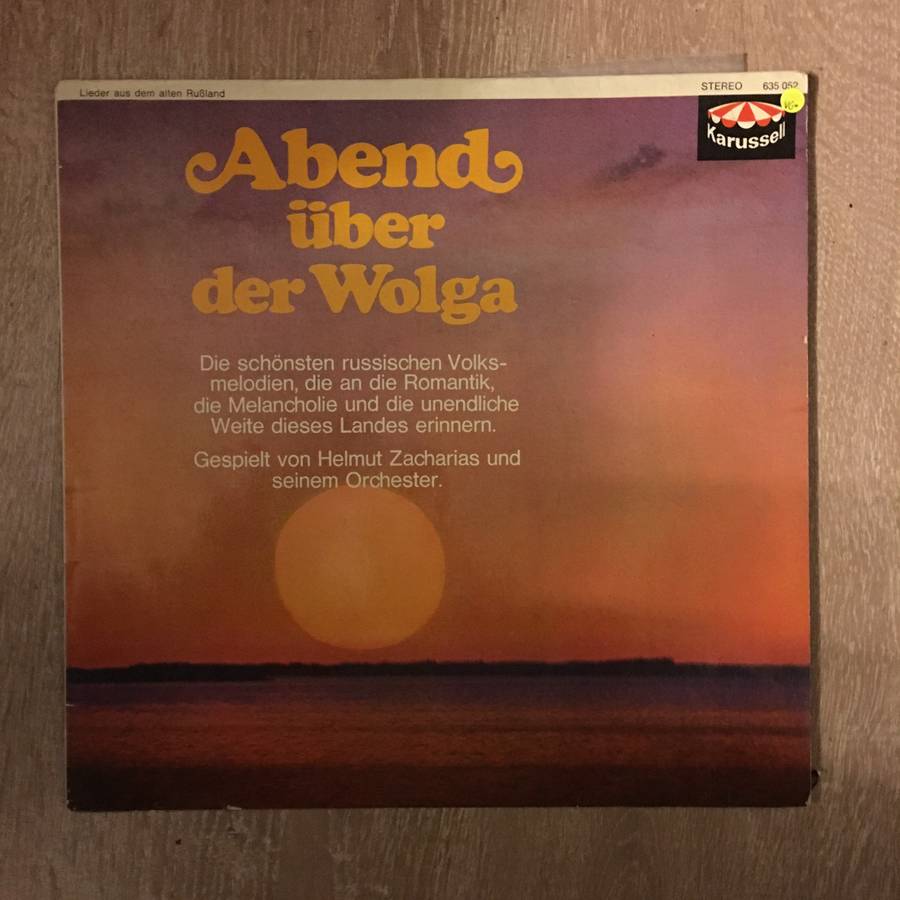 Lieder aus dem alten Rußland
STEREO 635 052
Karussell
Abend
über
der Wolga
Die schönsten russischen Volks-
melodien, die an die Romantik,
die Melancholie und die unendliche
Weite dieses Landes erinnern.
Gespielt von Helmut Zacharias und
seinem Orchester.